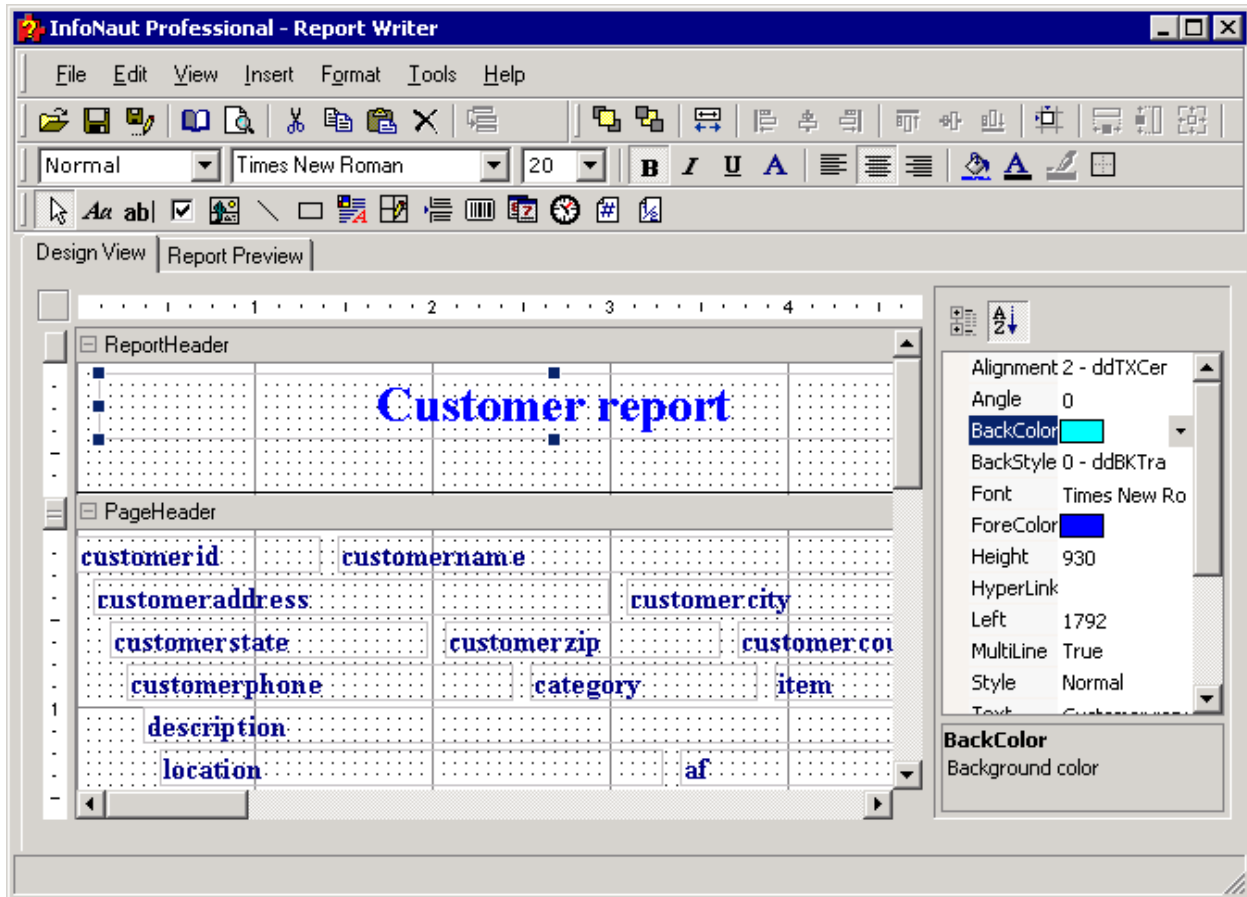 InfoNaut Professional - Report Writer
File Edit View Insert Format Tools Help
Normal Times New Roman 20 B I U A A
Aa ab|
Design View Report Preview
1 2 3 4
ReportHeader
Customer report
PageHeader
customerid customername
customeraddress customercity
customerstate customerzip customercou
customerphone category item
1
description
location af
Alignment 2 - ddTXCer
Angle 0
BackColor
BackStyle 0 - ddBKTra
Font Times New Ro
ForeColor
Height 930
HyperLink
Left 1792
MultiLine True
Style Normal
BackColor
Background color